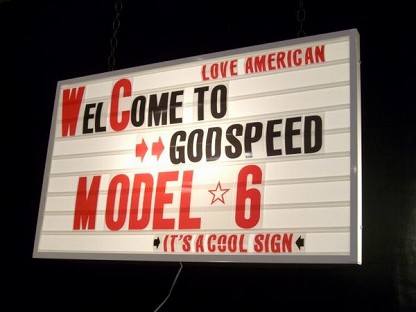 LOVE AMERICAN
WELCOME TO
→→ GODSPEED
MODEL ☆ 6
→ IT'S A COOL SIGN ←